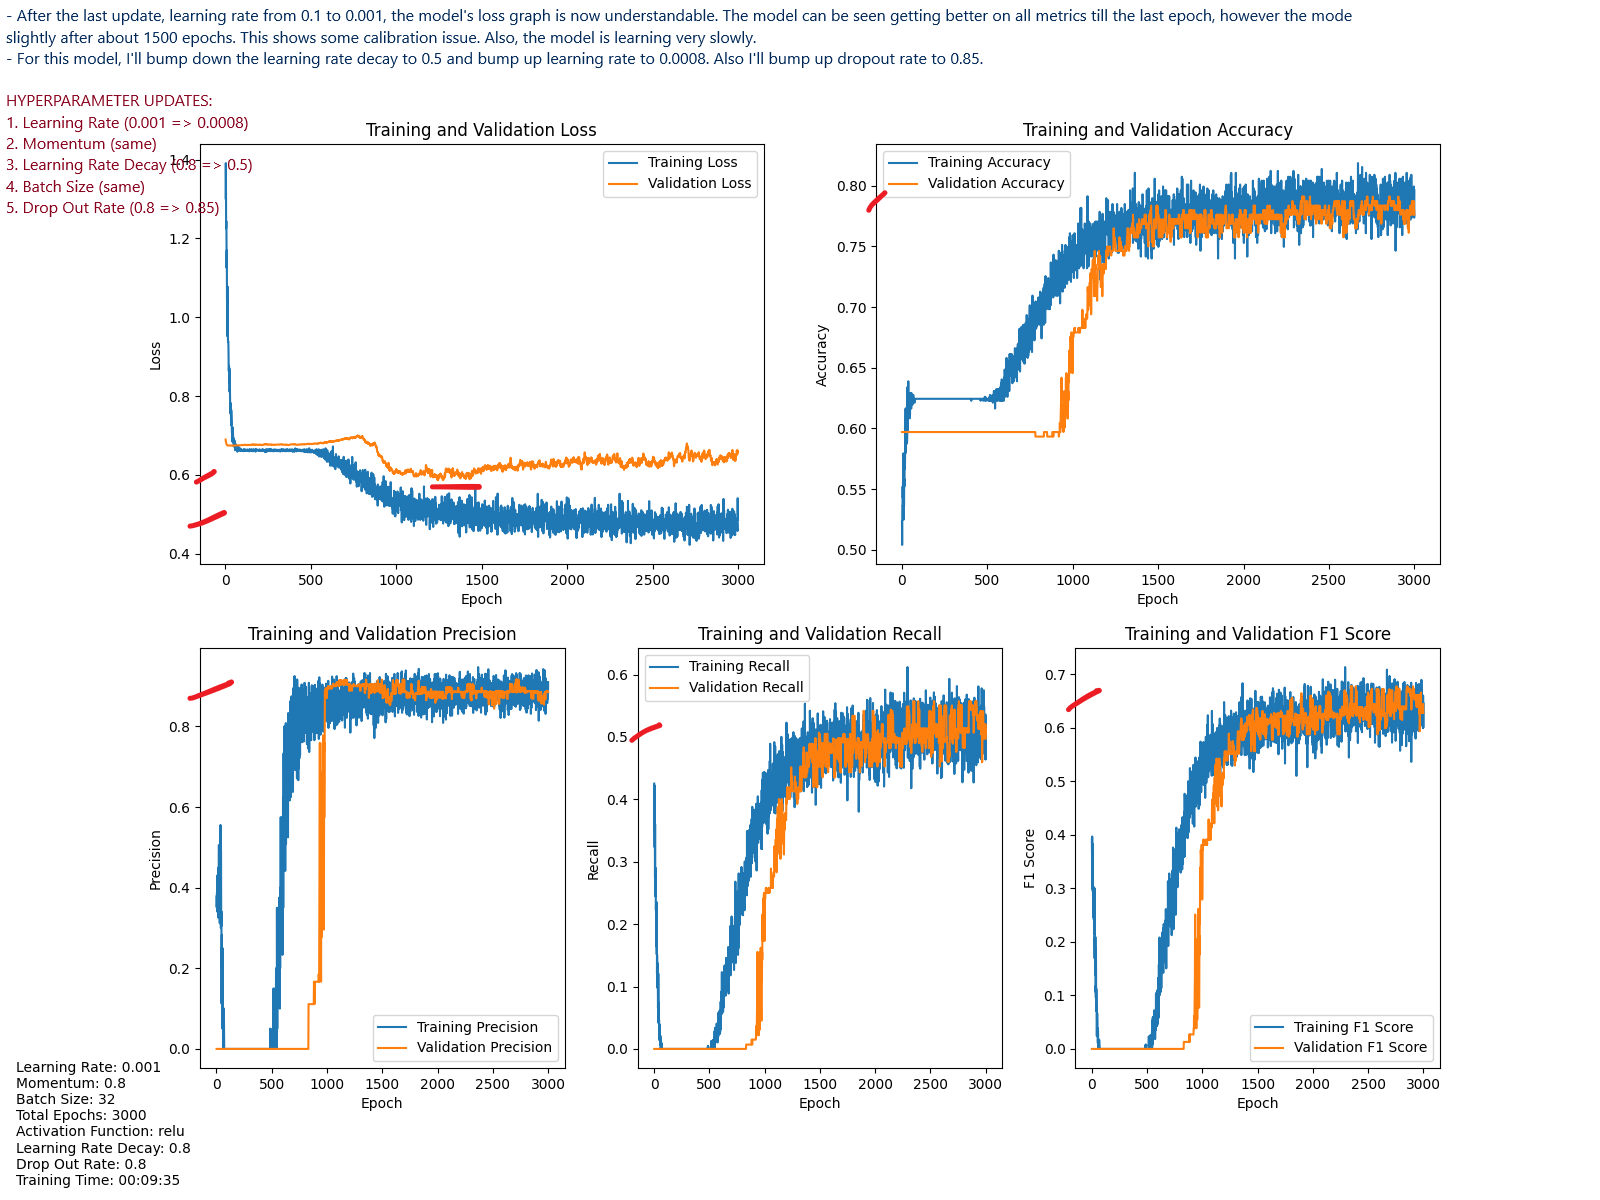 - After the last update, learning rate from 0.1 to 0.001, the model's loss graph is now understandable. The model can be seen getting better on all metrics till the last epoch, however the mode
slightly after about 1500 epochs. This shows some calibration issue. Also, the model is learning very slowly.
- For this model, I'll bump down the learning rate decay to 0.5 and bump up learning rate to 0.0008. Also I'll bump up dropout rate to 0.85.
HYPERPARAMETER UPDATES:
1. Learning Rate (0.001 => 0.0008)
2. Momentum (same)
3. Learning Rate Decay (0.8 => 0.5)
4. Batch Size (same)
5. Drop Out Rate (0.8 => 0.85)
Training and Validation Loss
Training Loss
Validation Loss
1.4
1.2
1.0
0.8
0.6
0.4
Loss
0 500 1000 1500 2000 2500 3000
Epoch
Training and Validation Accuracy
Training Accuracy
Validation Accuracy
0.80
0.75
0.70
0.65
0.60
0.55
0.50
Accuracy
0 500 1000 1500 2000 2500 3000
Epoch
Training and Validation Precision
0.8
0.6
0.4
0.2
0.0
Precision
Training Precision
Validation Precision
0 500 1000 1500 2000 2500 3000
Epoch
Training and Validation Recall
Training Recall
Validation Recall
0.6
0.5
0.4
0.3
0.2
0.1
0.0
Recall
0 500 1000 1500 2000 2500 3000
Epoch
Training and Validation F1 Score
0.7
0.6
0.5
0.4
0.3
0.2
0.1
0.0
F1 Score
Training F1 Score
Validation F1 Score
0 500 1000 1500 2000 2500 3000
Epoch
Learning Rate: 0.001
Momentum: 0.8
Batch Size: 32
Total Epochs: 3000
Activation Function: relu
Learning Rate Decay: 0.8
Drop Out Rate: 0.8
Training Time: 00:09:35